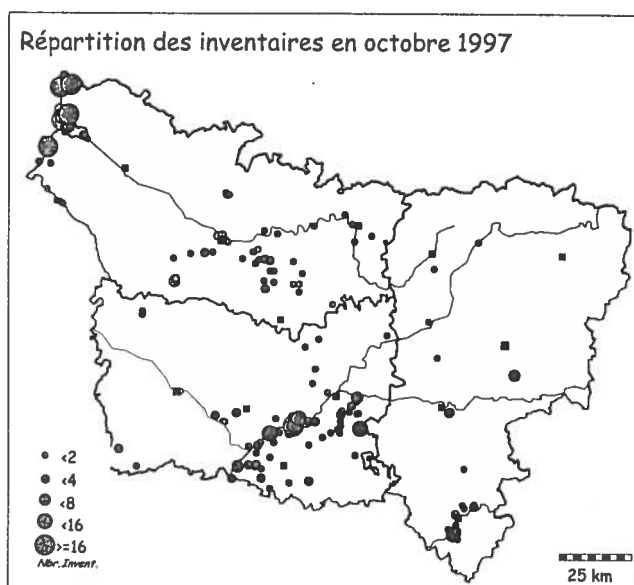 Répartition des inventaires en octobre 1997
<2
<4
<8
<16
>=16
Nbr.Invent.
25 km